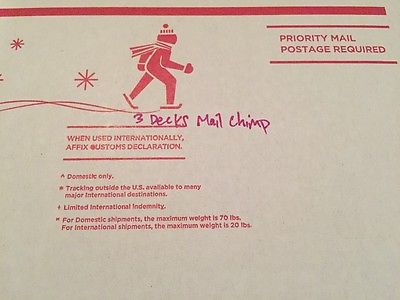 PRIORITY MAIL
POSTAGE REQUIRED
3 Decks Mail Chimp
WHEN USED INTERNATIONALLY,
AFFIX CUSTOMS DECLARATION.
^ Domestic only.
* Tracking outside the U.S. available to many
major international destinations.
+ Limited International indemnity.
* For Domestic shipments, the maximum weight is 70 lbs.
For International shipments, the maximum weight is 20 lbs.